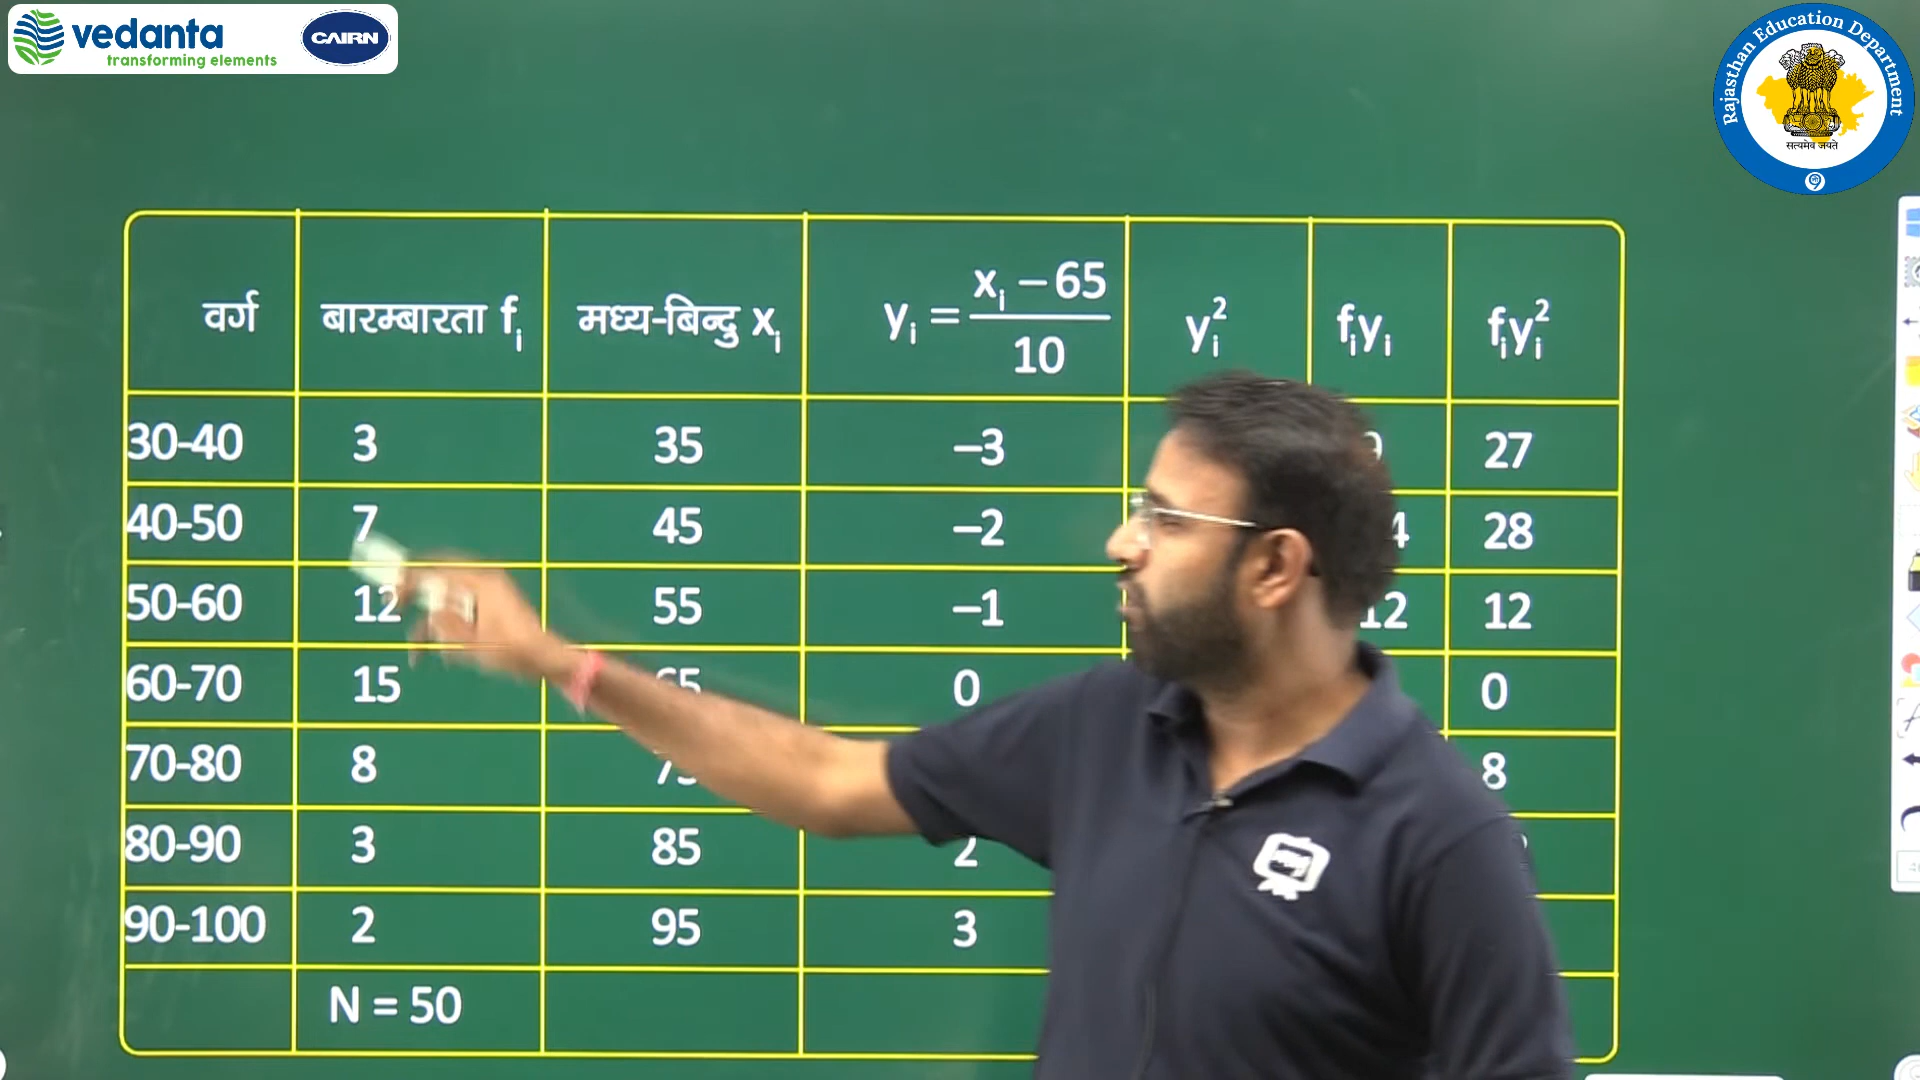 vedanta
transforming elements
CAIRN
Rajasthan Education Department
सत्यमेव जयते
वर्ग बारम्बारता fᵢ मध्य-बिन्दु xᵢ yᵢ = (xᵢ – 65)/10 yᵢ² fᵢyᵢ fᵢyᵢ²
30-40 3 35 –3 27
40-50 7 45 –2 4 28
50-60 12 55 –1 12 12
60-70 15 65 0 0
70-80 8 8
80-90 3 85 2
90-100 2 95 3
N = 50